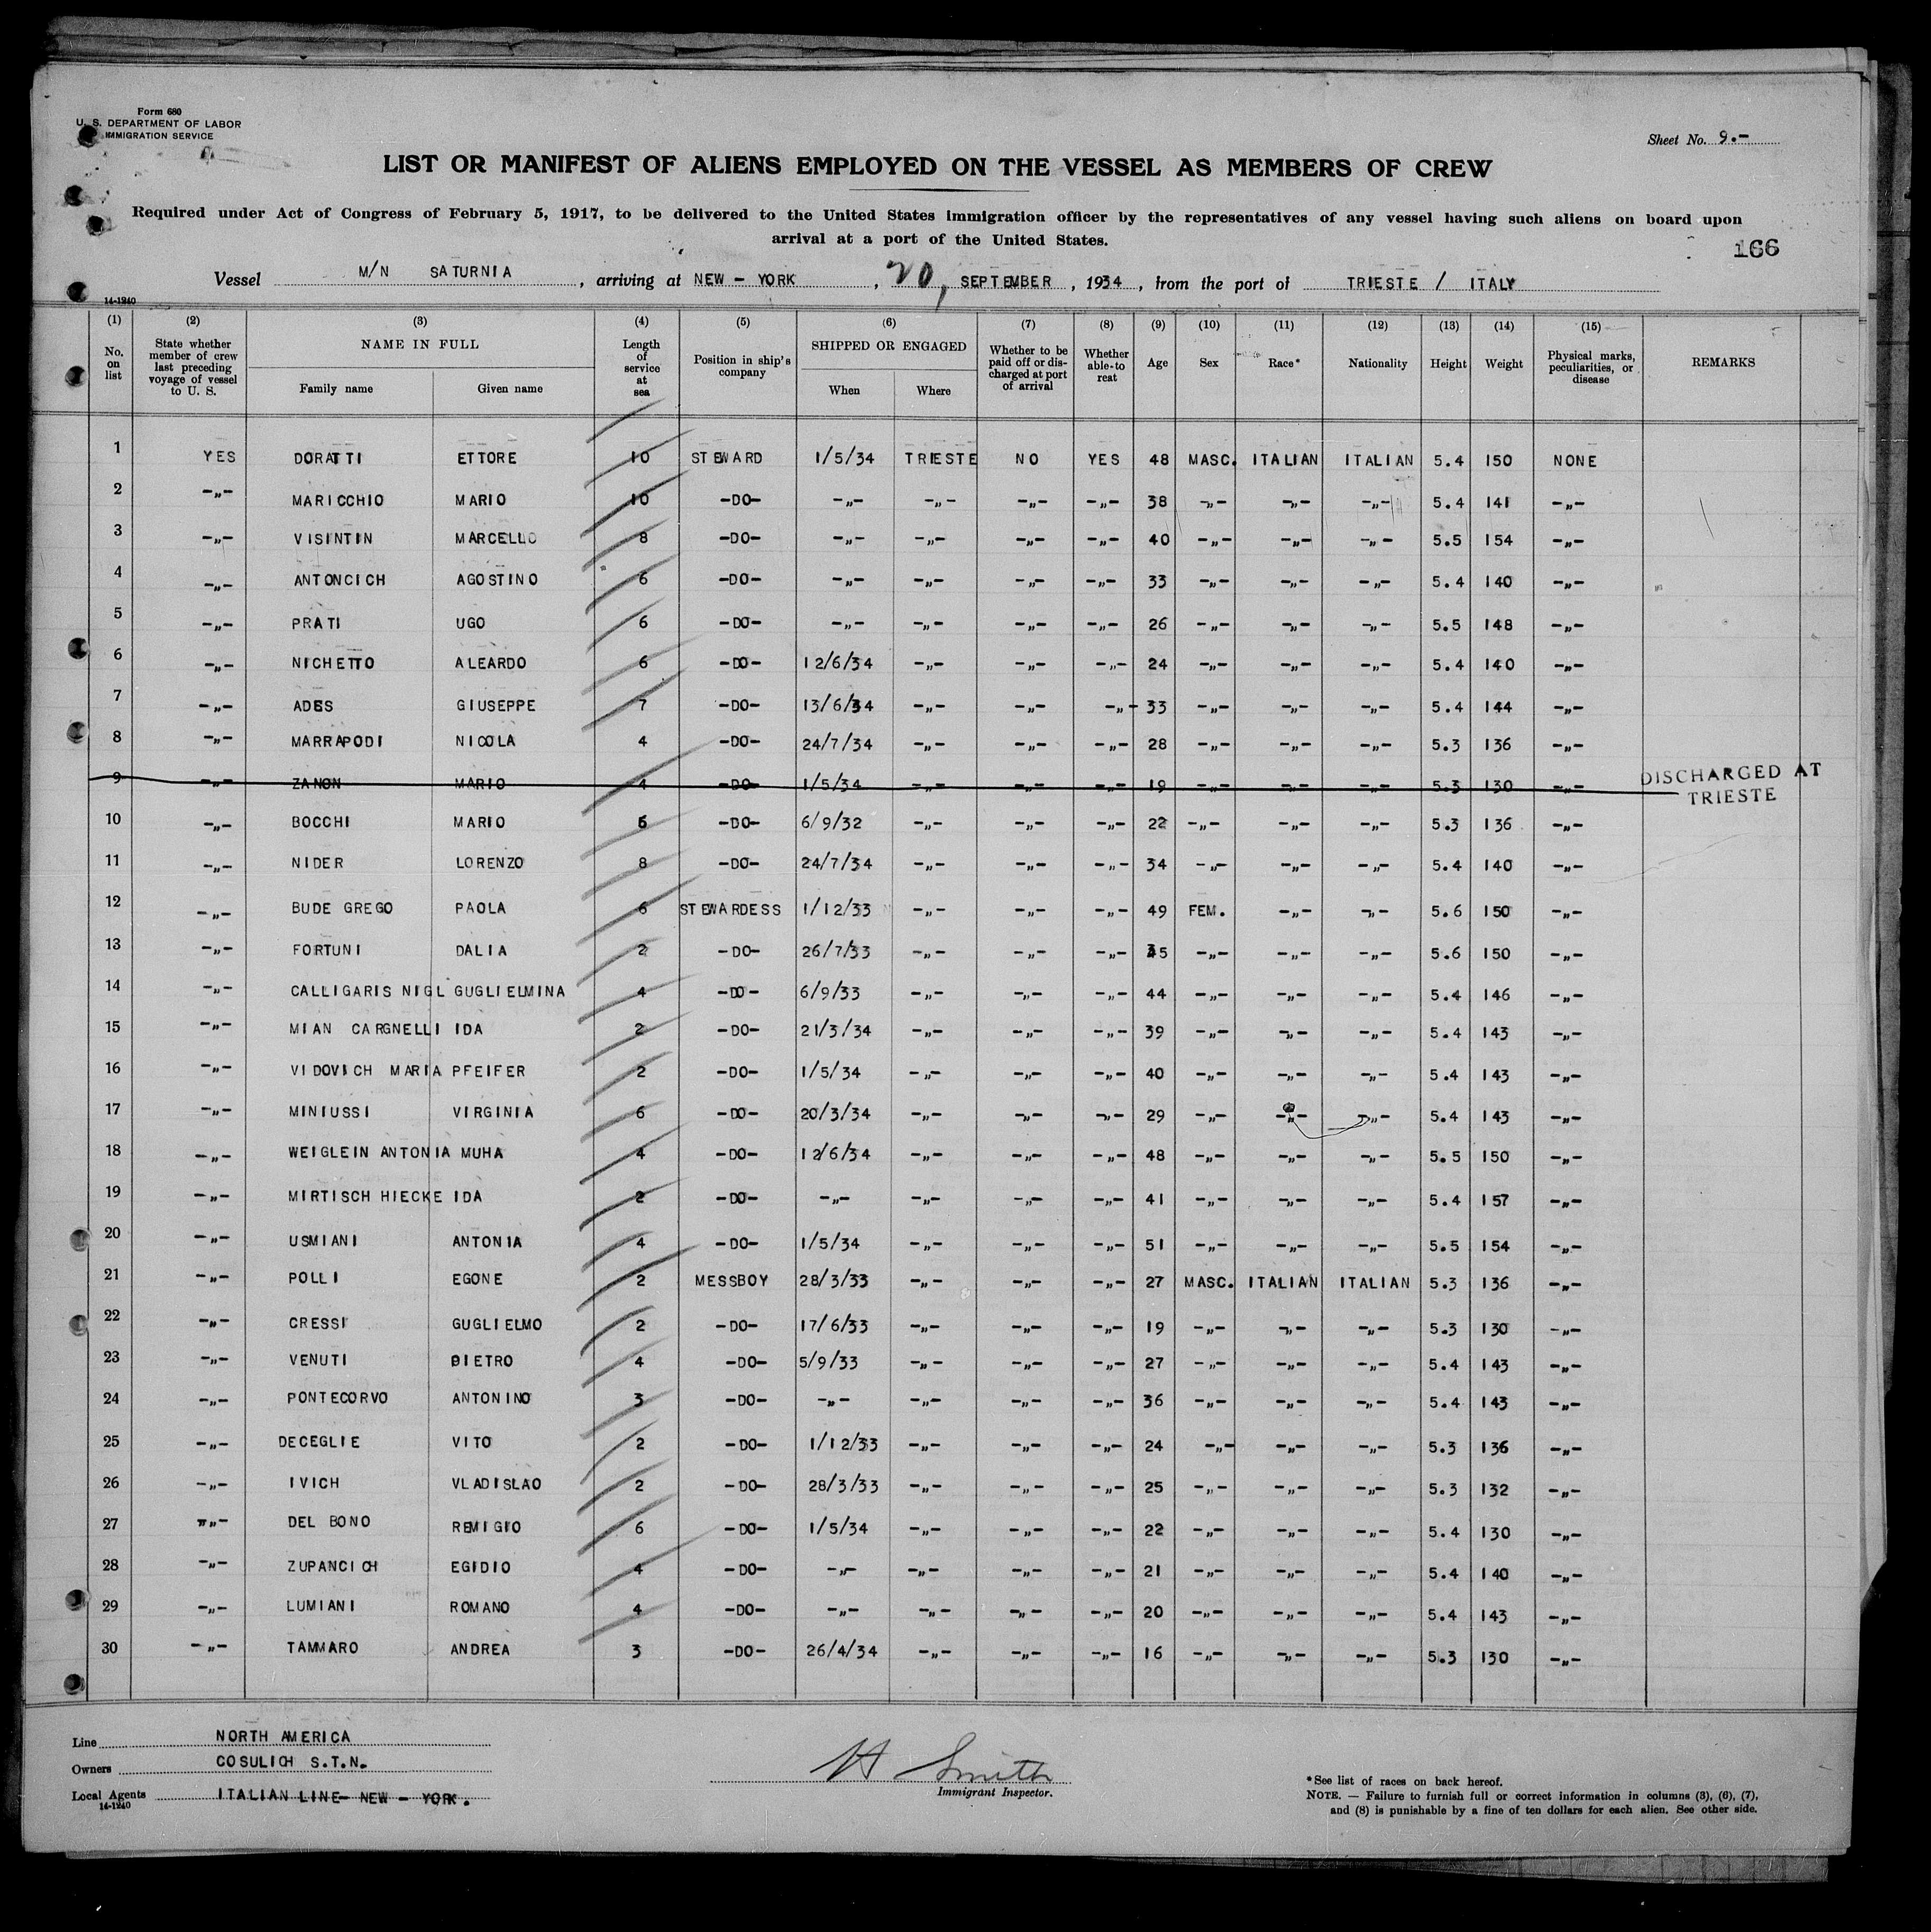 Form 680
U. S. DEPARTMENT OF LABOR
IMMIGRATION SERVICE
Sheet No. 9.-
LIST OR MANIFEST OF ALIENS EMPLOYED ON THE VESSEL AS MEMBERS OF CREW
Required under Act of Congress of February 5, 1917, to be delivered to the United States immigration officer by the representatives of any vessel having such aliens on board upon
arrival at a port of the United States.
166
Vessel M/N SATURNIA, arriving at NEW - YORK, 20, SEPTEMBER, 1934, from the port of TRIESTE / ITALY
14-1240
(1) (2) (3) (4) (5) (6) (7) (8) (9) (10) (11) (12) (13) (14) (15)
No. on list | State whether member of crew last preceding voyage of vessel to U. S. | NAME IN FULL Family name Given name | Length of service at sea | Position in ship's company | SHIPPED OR ENGAGED When Where | Whether to be paid off or discharged at port of arrival | Whether able to reat | Age | Sex | Race* | Nationality | Height | Weight | Physical marks, peculiarities, or disease | REMARKS
1 YES DORATTI ETTORE 10 STEWARD 1/5/34 TRIESTE NO YES 48 MASC. ITALIAN ITALIAN 5.4 150 NONE
2 -„- MARICCHIO MARIO 10 -DO- -„- -„- -„- -„- 38 -„- -„- -„- 5.4 141 -„-
3 -„- VISINTIN MARCELLO 8 -DO- -„- -„- -„- -„- 40 -„- -„- -„- 5.5 154 -„-
4 -„- ANTONCICH AGOSTINO 6 -DO- -„- -„- -„- -„- 33 -„- -„- -„- 5.4 140 -„-
5 -„- PRATI UGO 6 -DO- -„- -„- -„- -„- 26 -„- -„- -„- 5.5 148 -„-
6 -„- NICHETTO ALEARDO 6 -DO- 12/6/34 -„- -„- -„- 24 -„- -„- -„- 5.4 140 -„-
7 -„- ADES GIUSEPPE 7 -DO- 13/6/34 -„- -„- -„- 33 -„- -„- -„- 5.4 144 -„-
8 -„- MARRAPODI NICOLA 4 -DO- 24/7/34 -„- -„- -„- 28 -„- -„- -„- 5.3 136 -„-
9 -„- ZANON MARIO 4 -DO- 1/5/34 -„- -„- -„- 19 -„- -„- -„- 5.3 130 -„- DISCHARGED AT TRIESTE
10 -„- BOCCHI MARIO 6 -DO- 6/9/32 -„- -„- -„- 22 -„- -„- -„- 5.3 136 -„-
11 -„- NIDER LORENZO 8 -DO- 24/7/34 -„- -„- -„- 34 -„- -„- -„- 5.4 140 -„-
12 -„- BUDE GREGO PAOLA 6 STEWARDESS 1/12/33 -„- -„- -„- 49 FEM. -„- -„- 5.6 150 -„-
13 -„- FORTUNI DALIA 2 -DO- 26/7/33 -„- -„- -„- 35 -„- -„- -„- 5.6 150 -„-
14 -„- CALLIGARIS NIGL GUGLIELMINA 4 -DO- 6/9/33 -„- -„- -„- 44 -„- -„- -„- 5.4 146 -„-
15 -„- MIAN CARGNELLI IDA 2 -DO- 21/3/34 -„- -„- -„- 39 -„- -„- -„- 5.4 143 -„-
16 -„- VIDOVICH MARIA PFEIFER 2 -DO- 1/5/34 -„- -„- -„- 40 -„- -„- -„- 5.4 143 -„-
17 -„- MINIUSSI VIRGINIA 6 -DO- 20/3/34 -„- -„- -„- 29 -„- -„- -„- 5.4 143 -„-
18 -„- WEIGLEIN ANTONIA MUHA 4 -DO- 12/6/34 -„- -„- -„- 48 -„- -„- -„- 5.5 150 -„-
19 -„- MIRTISCH HIECKE IDA 2 -DO- -„- -„- -„- -„- 41 -„- -„- -„- 5.4 157 -„-
20 -„- USMIANI ANTONIA 4 -DO- 1/5/34 -„- -„- -„- 51 -„- -„- -„- 5.5 154 -„-
21 -„- POLLI EGONE 2 MESSBOY 28/3/33 -„- -„- -„- 27 MASC. ITALIAN ITALIAN 5.3 136 -„-
22 -„- CRESSI GUGLIELMO 2 -DO- 17/6/33 -„- -„- -„- 19 -„- -„- -„- 5.3 130 -„-
23 -„- VENUTI PIETRO 4 -DO- 5/9/33 -„- -„- -„- 27 -„- -„- -„- 5.4 143 -„-
24 -„- PONTECORVO ANTONINO 3 -DO- -„- -„- -„- -„- 36 -„- -„- -„- 5.4 143 -„-
25 -„- DECEGLIE VITO 2 -DO- 1/12/33 -„- -„- -„- 24 -„- -„- -„- 5.3 136 -„-
26 -„- IVICH VLADISLAO 2 -DO- 28/3/33 -„- -„- -„- 25 -„- -„- -„- 5.3 132 -„-
27 -„- DEL BONO REMIGIO 6 -DO- 1/5/34 -„- -„- -„- 22 -„- -„- -„- 5.4 130 -„-
28 -„- ZUPANCICH EGIDIO 4 -DO- -„- -„- -„- -„- 21 -„- -„- -„- 5.4 140 -„-
29 -„- LUMIANI ROMANO 4 -DO- -„- -„- -„- -„- 20 -„- -„- -„- 5.4 143 -„-
30 -„- TAMMARO ANDREA 3 -DO- 26/4/34 -„- -„- -„- 16 -„- -„- -„- 5.3 130 -„-
Line NORTH AMERICA
Owners COSULICH S.T.N.
Local Agents ITALIAN LINE- NEW - YORK.
14-1240
H Smith
Immigrant Inspector.
*See list of races on back hereof.
NOTE. — Failure to furnish full or correct information in columns (3), (6), (7),
and (8) is punishable by a fine of ten dollars for each alien. See other side.